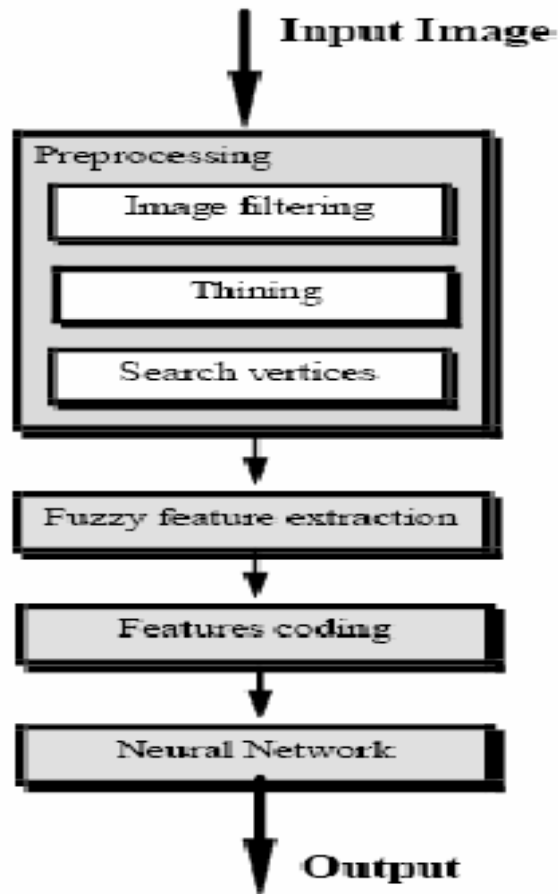 Input Image
Preprocessing
Image filtering
Thining
Search vertices
Fuzzy feature extraction
Features coding
Neural Network
Output